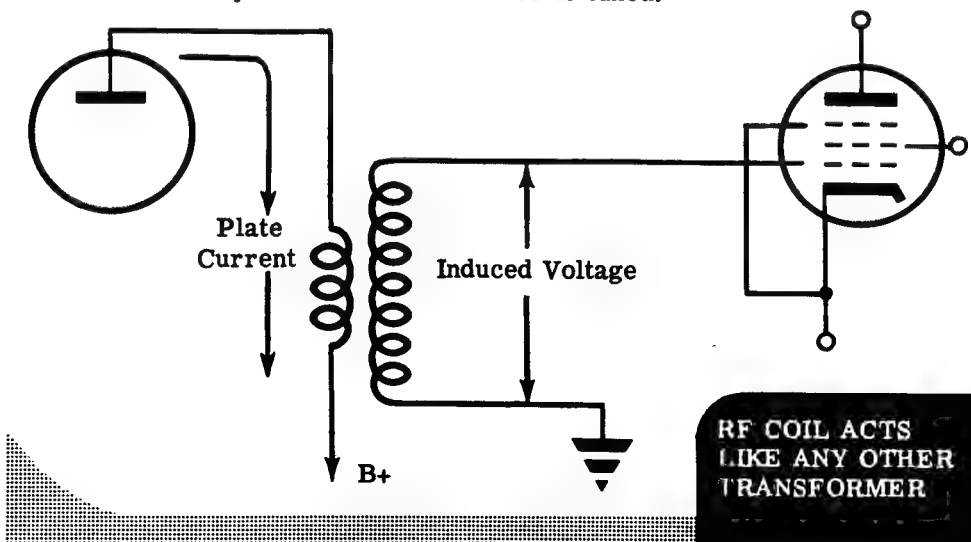 Plate
Current
Induced Voltage
B+
RF COIL ACTS
LIKE ANY OTHER
TRANSFORMER